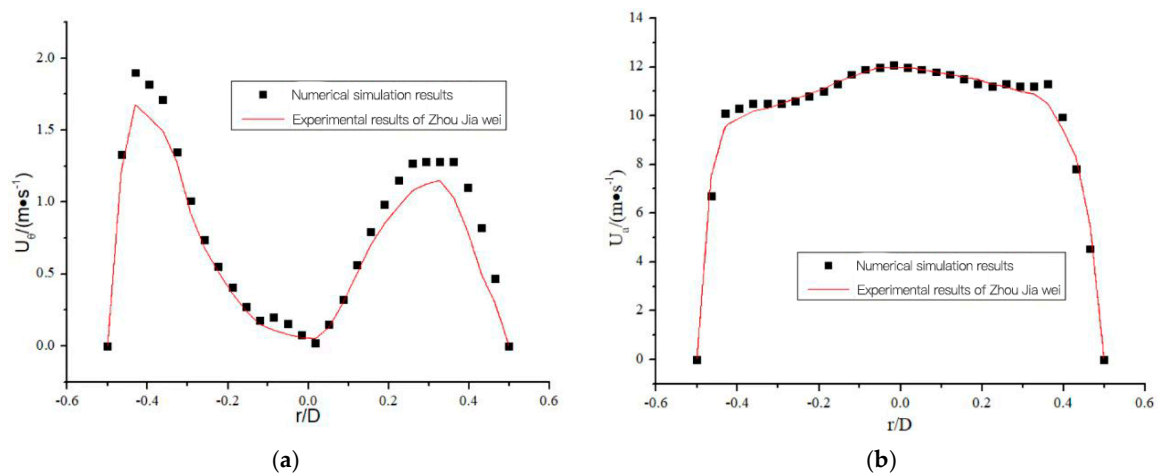 2.0
1.5
1.0
0.5
0.0
U_θ/(m•s⁻¹)
Numerical simulation results
Experimental results of Zhou Jia wei
-0.6
-0.4
-0.2
0.0
0.2
0.4
0.6
r/D
(a)
14
12
10
8
6
4
2
0
U_a/(m•s⁻¹)
Numerical simulation results
Experimental results of Zhou Jia wei
-0.6
-0.4
-0.2
0.0
0.2
0.4
0.6
r/D
(b)